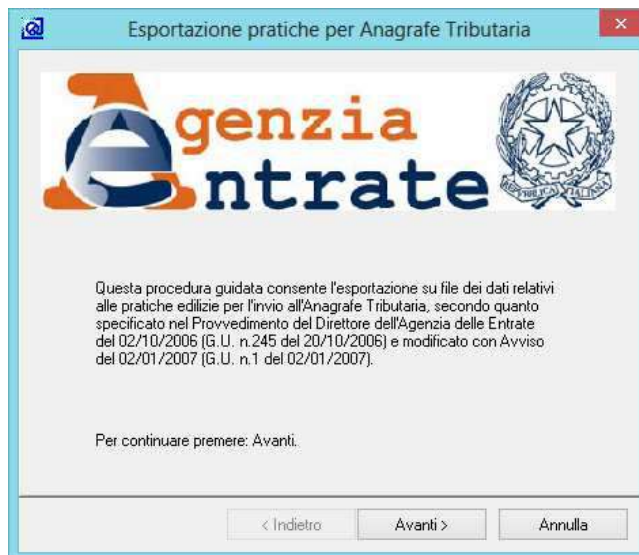 Esportazione pratiche per Anagrafe Tributaria
Agenzia
Entrate
REPVBBLICA ITALIANA
Questa procedura guidata consente l'esportazione su file dei dati relativi
alle pratiche edilizie per l'invio all'Anagrafe Tributaria, secondo quanto
specificato nel Provvedimento del Direttore dell'Agenzia delle Entrate
del 02/10/2006 (G.U. n.245 del 20/10/2006) e modificato con Avviso
del 02/01/2007 (G.U. n.1 del 02/01/2007).
Per continuare premere: Avanti.
< Indietro
Avanti >
Annulla